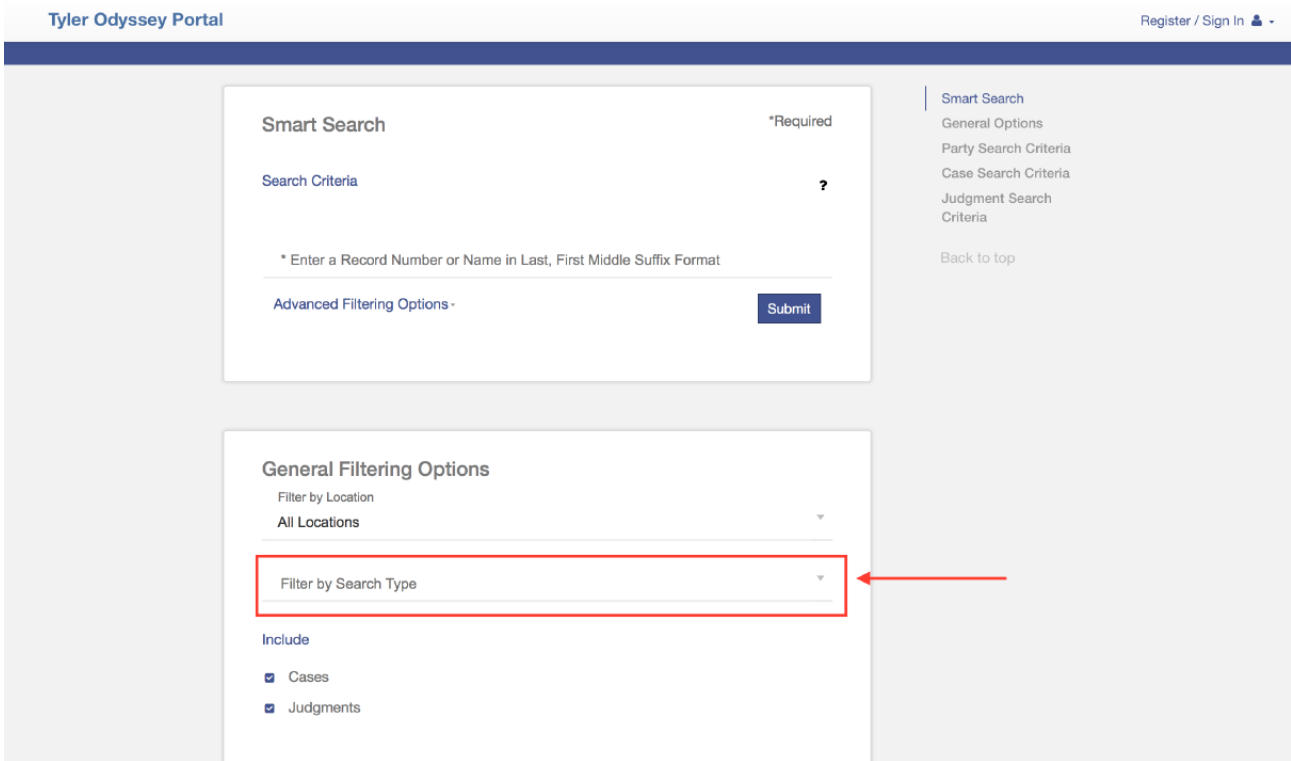 Tyler Odyssey Portal
Register / Sign In
Smart Search
*Required
Search Criteria
?
* Enter a Record Number or Name in Last, First Middle Suffix Format
Advanced Filtering Options
Submit
Smart Search
General Options
Party Search Criteria
Case Search Criteria
Judgment Search
Criteria
Back to top
General Filtering Options
Filter by Location
All Locations
Filter by Search Type
Include
Cases
Judgments